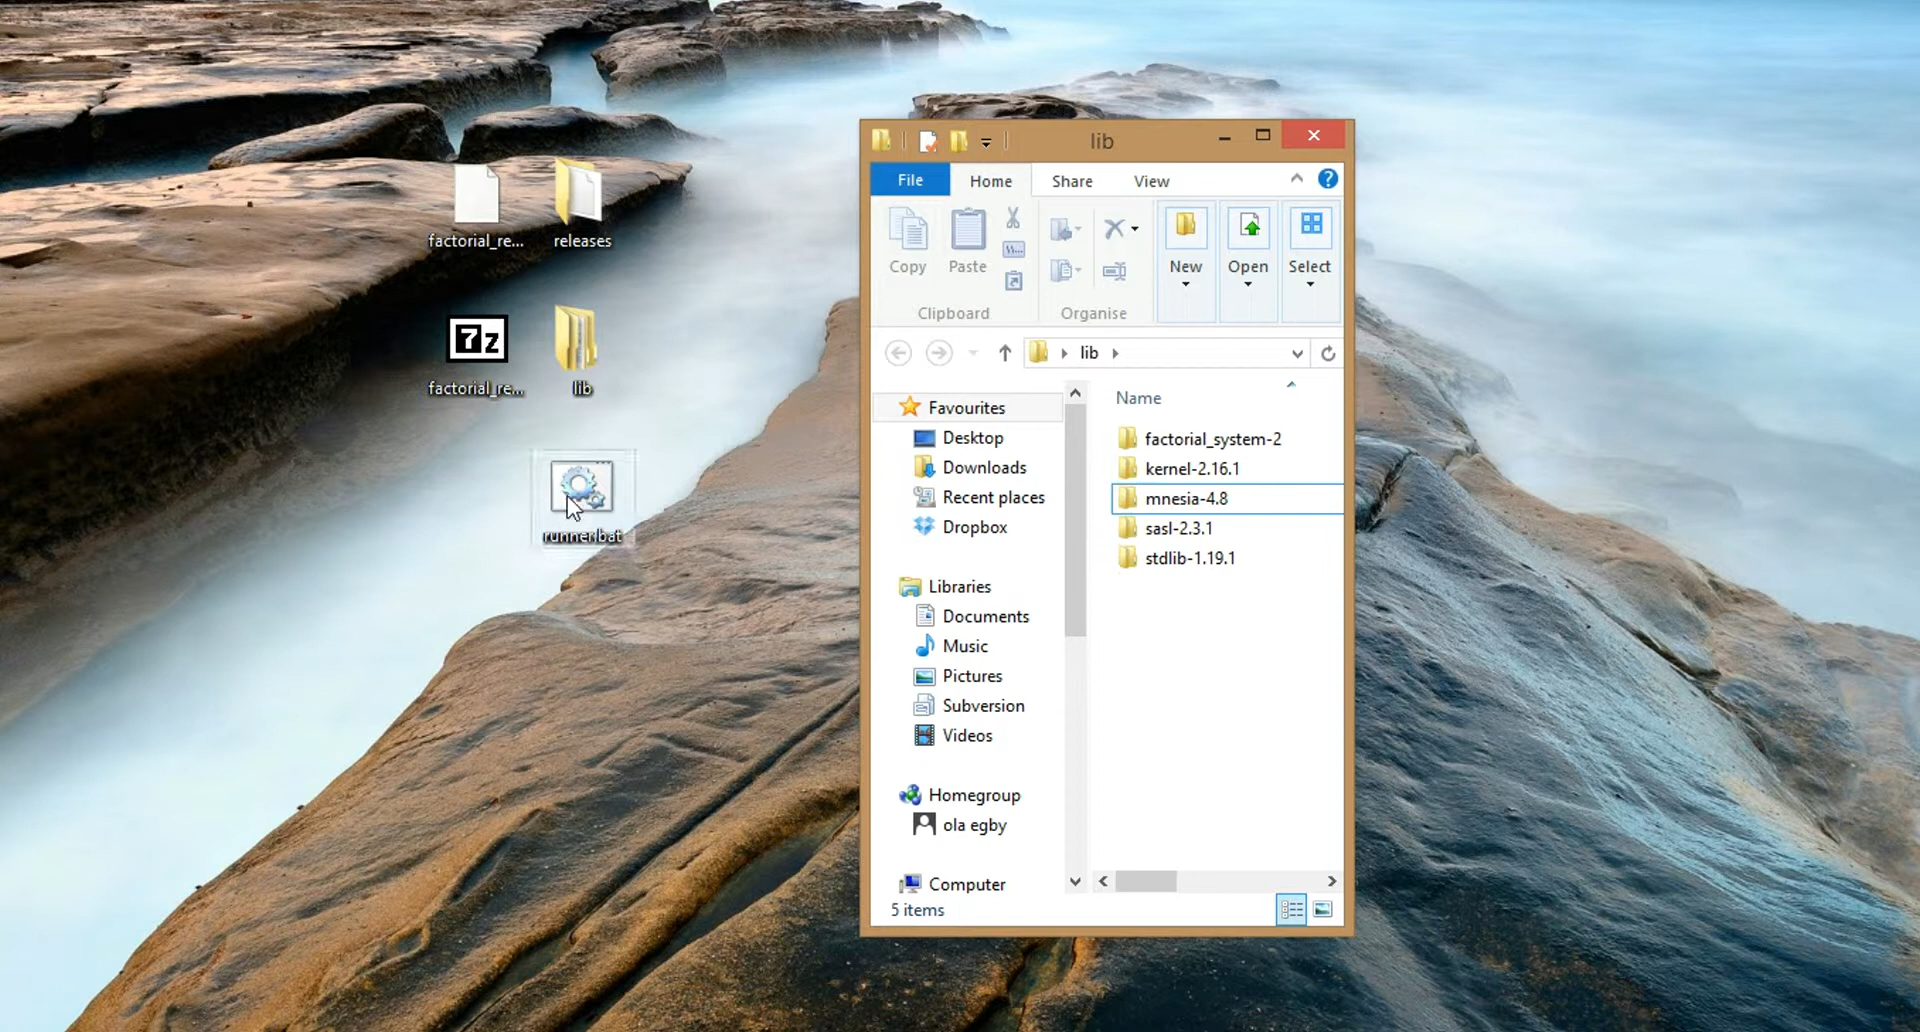 factorial_re...
releases
7z
factorial_re...
lib
runner.bat
lib
File
Home
Share
View
?
Copy
Paste
W...
New
Open
Select
Clipboard
Organise
lib
Name
Favourites
Desktop
Downloads
Recent places
Dropbox
Libraries
Documents
Music
Pictures
Subversion
Videos
Homegroup
ola egby
Computer
factorial_system-2
kernel-2.16.1
mnesia-4.8
sasl-2.3.1
stdlib-1.19.1
5 items